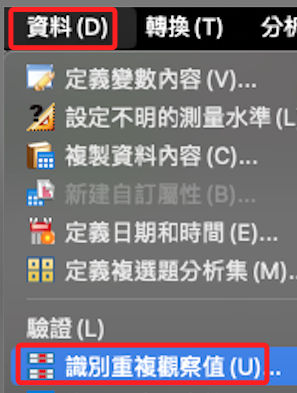 資料 (D) 轉換 (T) 分析
定義變數內容 (V)...
設定不明的測量水準 (L
複製資料內容 (C)...
新建自訂屬性 (B)...
定義日期和時間 (E)...
定義複選題分析集 (M)..
驗證 (L)
識別重複觀察值 (U)...